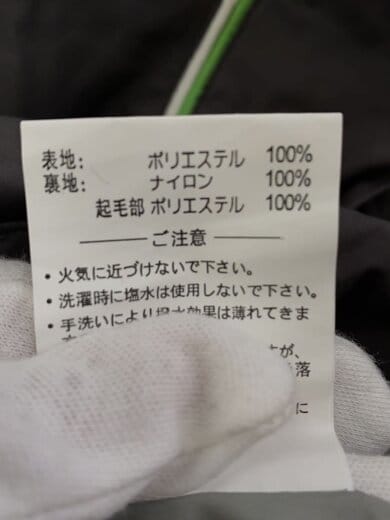 表地: ポリエステル 100%
裏地: ナイロン 100%
起毛部 ポリエステル 100%
ご注意
・火気に近づけないで下さい。
・洗濯時に塩水は使用しないで下さい。
・手洗いにより撥水効果は薄れてきま
が、
落
に